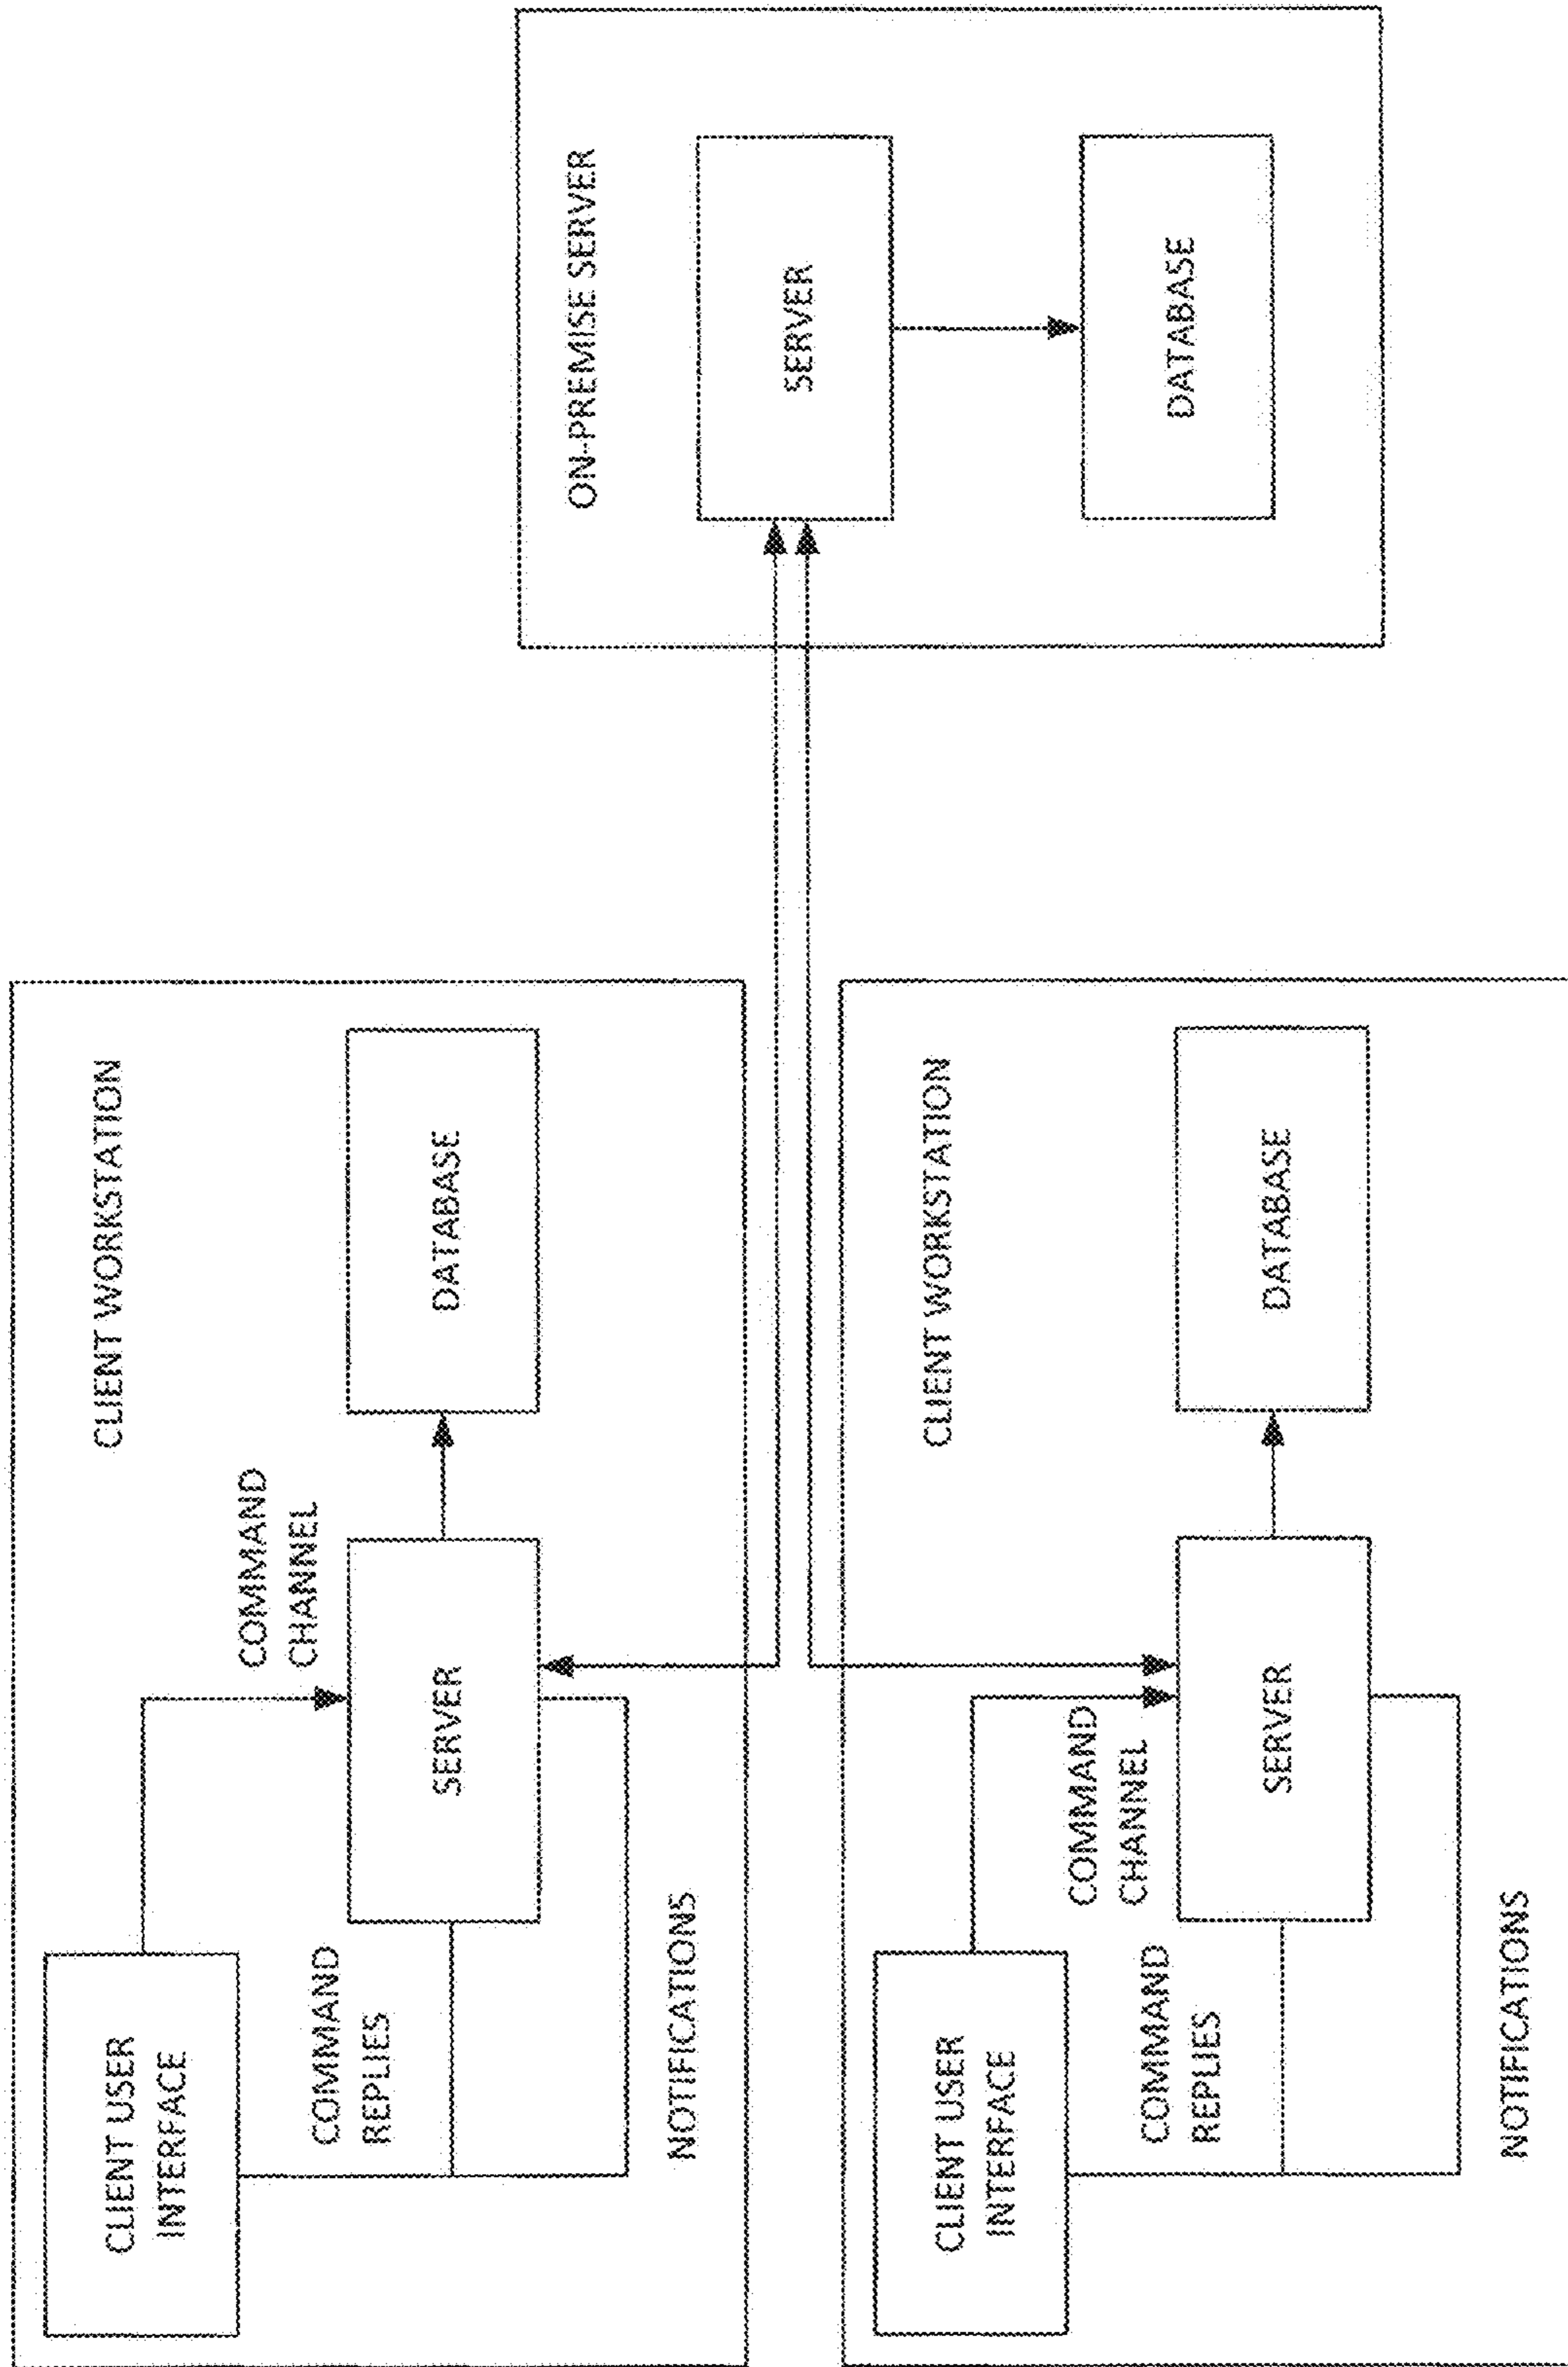 CLIENT USER
INTERFACE
COMMAND
CHANNEL
CLIENT WORKSTATION
COMMAND
REPLIES
SERVER
DATABASE
NOTIFICATIONS
ON-PREMISE SERVER
SERVER
DATABASE
CLIENT USER
INTERFACE
CLIENT WORKSTATION
COMMAND
CHANNEL
COMMAND
REPLIES
SERVER
DATABASE
NOTIFICATIONS